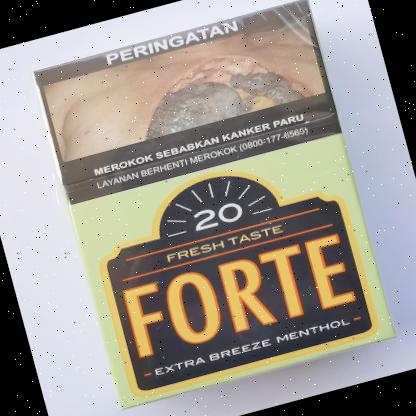 PERINGATAN
MEROKOK SEBABKAN KANKER PARU
LAYANAN BERHENTI MEROKOK (0800-177-6565)
20
FRESH TASTE
FORTE
EXTRA BREEZE MENTHOL